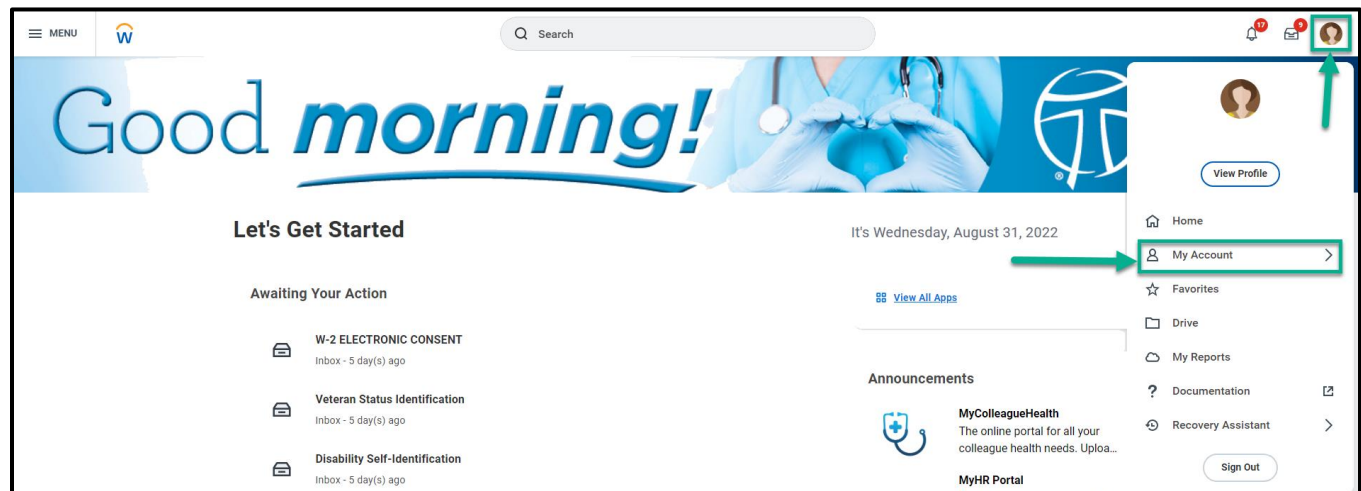 MENU
W
Search
17
9
Good morning!
®
View Profile
Let's Get Started
It's Wednesday, August 31, 2022
Home
My Account
Awaiting Your Action
View All Apps
Favorites
Drive
W-2 ELECTRONIC CONSENT
Inbox - 5 day(s) ago
My Reports
Announcements
Veteran Status Identification
Inbox - 5 day(s) ago
Documentation
MyColleagueHealth
The online portal for all your
colleague health needs. Uploa...
Recovery Assistant
Disability Self-Identification
Inbox - 5 day(s) ago
Sign Out
MyHR Portal